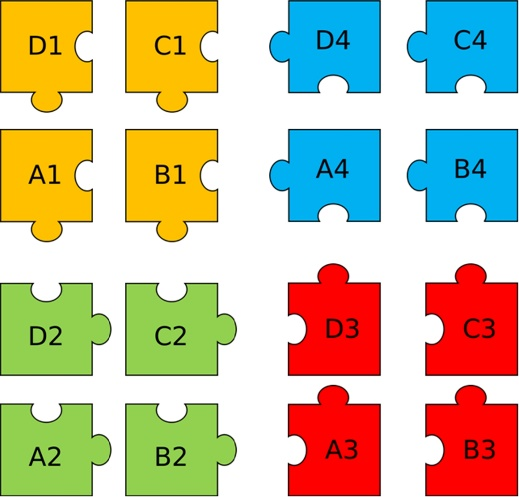 D1 C1 D4 C4
A1 B1 A4 B4
D2 C2 D3 C3
A2 B2 A3 B3